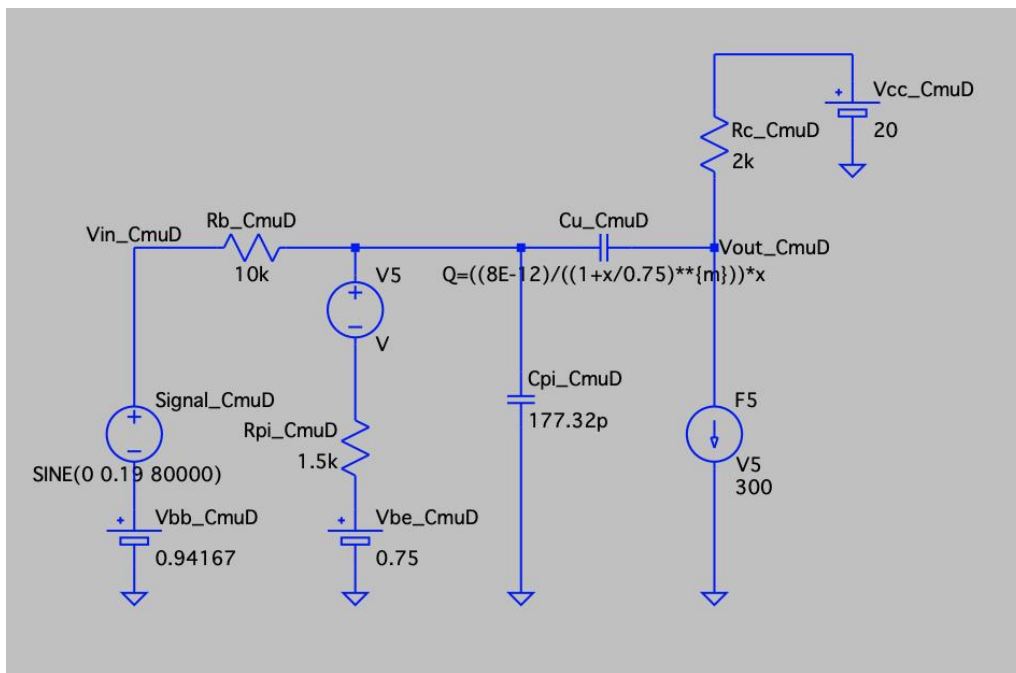 Vcc_CmuD
+
20
Rc_CmuD
2k
Vin_CmuD
Rb_CmuD
10k
Cu_CmuD
Vout_CmuD
Q=((8E-12)/((1+x/0.75)**{m}))*x
V5
+
−
V
Cpi_CmuD
177.32p
Signal_CmuD
+
−
SINE(0 0.19 80000)
Rpi_CmuD
1.5k
F5
V5
300
Vbb_CmuD
+
0.94167
Vbe_CmuD
+
0.75